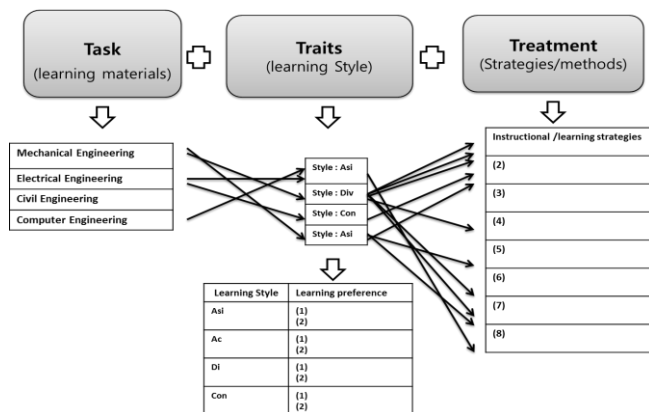 Task
(learning materials)
Traits
(learning Style)
Treatment
(Strategies/methods)
Mechanical Engineering
Electrical Engineering
Civil Engineering
Computer Engineering
Style : Asi
Style : Div
Style : Con
Style : Asi
Instructional /learning strategies
(2)
(3)
(4)
(5)
(6)
(7)
(8)
Learning Style
Learning preference
Asi
(1)
(2)
Ac
(1)
(2)
Di
(1)
(2)
Con
(1)
(2)